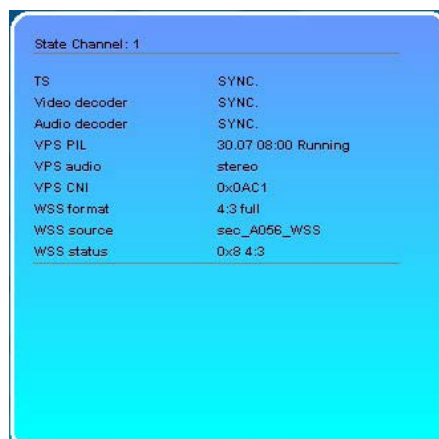 State Channel: 1
TS SYNC.
Video decoder SYNC.
Audio decoder SYNC.
VPS PIL 30.07 08:00 Running
VPS audio stereo
VPS CNI 0x0AC1
WSS format 4:3 full
WSS source sec_A056_WSS
WSS status 0x8 4:3